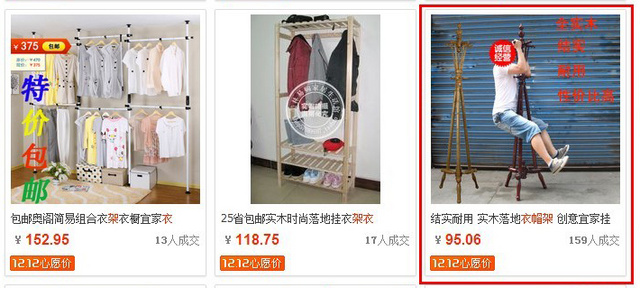 ¥ 375 包邮
特
价
包
邮
包邮奥阁简易组合衣架衣橱宜家衣
¥ 152.95 13人成交
12.12心愿价
25省包邮实木时尚落地挂衣架衣
¥ 118.75 17人成交
12.12心愿价
全实木
结实
耐用
性价比高
诚信
经营
结实耐用 实木落地衣帽架 创意宜家挂
¥ 95.06 159人成交
12.12心愿价